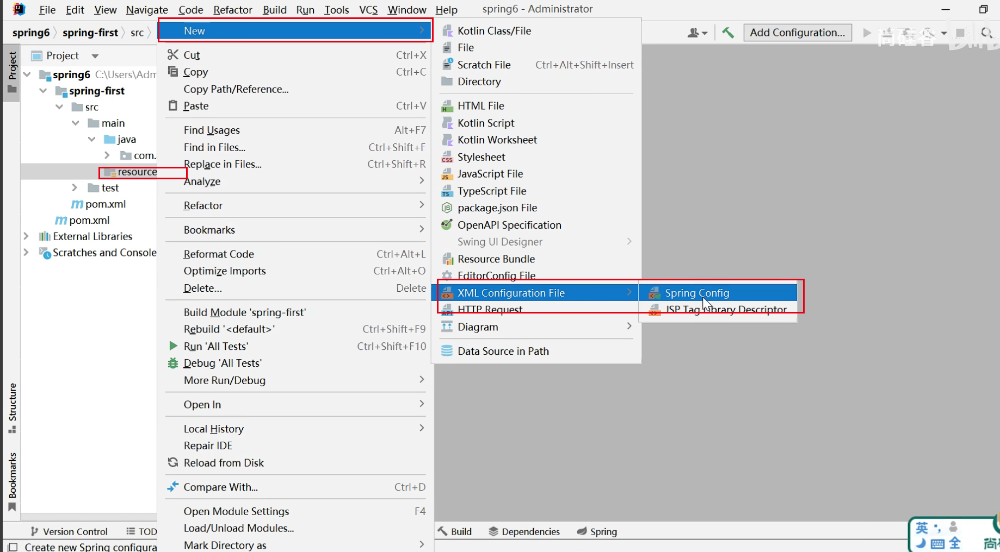 File Edit View Navigate Code Refactor Build Run Tools VCS Window Help spring6 - Administrator
spring6 spring-first src
Add Configuration...
尚硅谷
Project
Project
spring6 C:\Users\Adm
spring-first
src
main
java
com.
resource
test
pom.xml
pom.xml
External Libraries
Scratches and Console
Structure
Bookmarks
New
Cut Ctrl+X
Copy Ctrl+C
Copy Path/Reference...
Paste Ctrl+V
Find Usages Alt+F7
Find in Files... Ctrl+Shift+F
Replace in Files... Ctrl+Shift+R
Analyze
Refactor
Bookmarks
Reformat Code Ctrl+Alt+L
Optimize Imports Ctrl+Alt+O
Delete... Delete
Build Module 'spring-first'
Rebuild '<default>' Ctrl+Shift+F9
Run 'All Tests' Ctrl+Shift+F10
Debug 'All Tests'
More Run/Debug
Open In
Local History
Repair IDE
Reload from Disk
Compare With... Ctrl+D
Open Module Settings F4
Load/Unload Modules...
Mark Directory as
Kotlin Class/File
File
Scratch File Ctrl+Alt+Shift+Insert
Directory
HTML File
Kotlin Script
Kotlin Worksheet
Stylesheet
JavaScript File
TypeScript File
package.json File
OpenAPI Specification
Swing UI Designer
Resource Bundle
EditorConfig File
XML Configuration File
HTTP Request
Diagram
Data Source in Path
Spring Config
JSP Tag Library Descriptor
Version Control TOD
Build Dependencies Spring
Create new Spring configura
英
全
尚